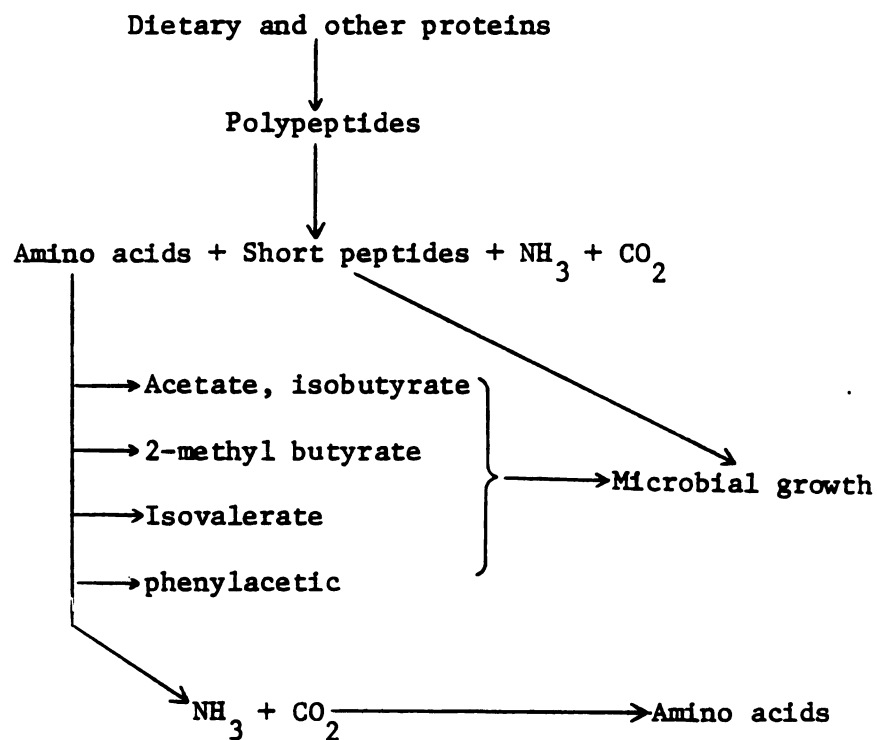 Dietary and other proteins
Polypeptides
Amino acids + Short peptides + NH3 + CO2
Acetate, isobutyrate
2-methyl butyrate
Isovalerate
Microbial growth
phenylacetic
NH3 + CO2
Amino acids